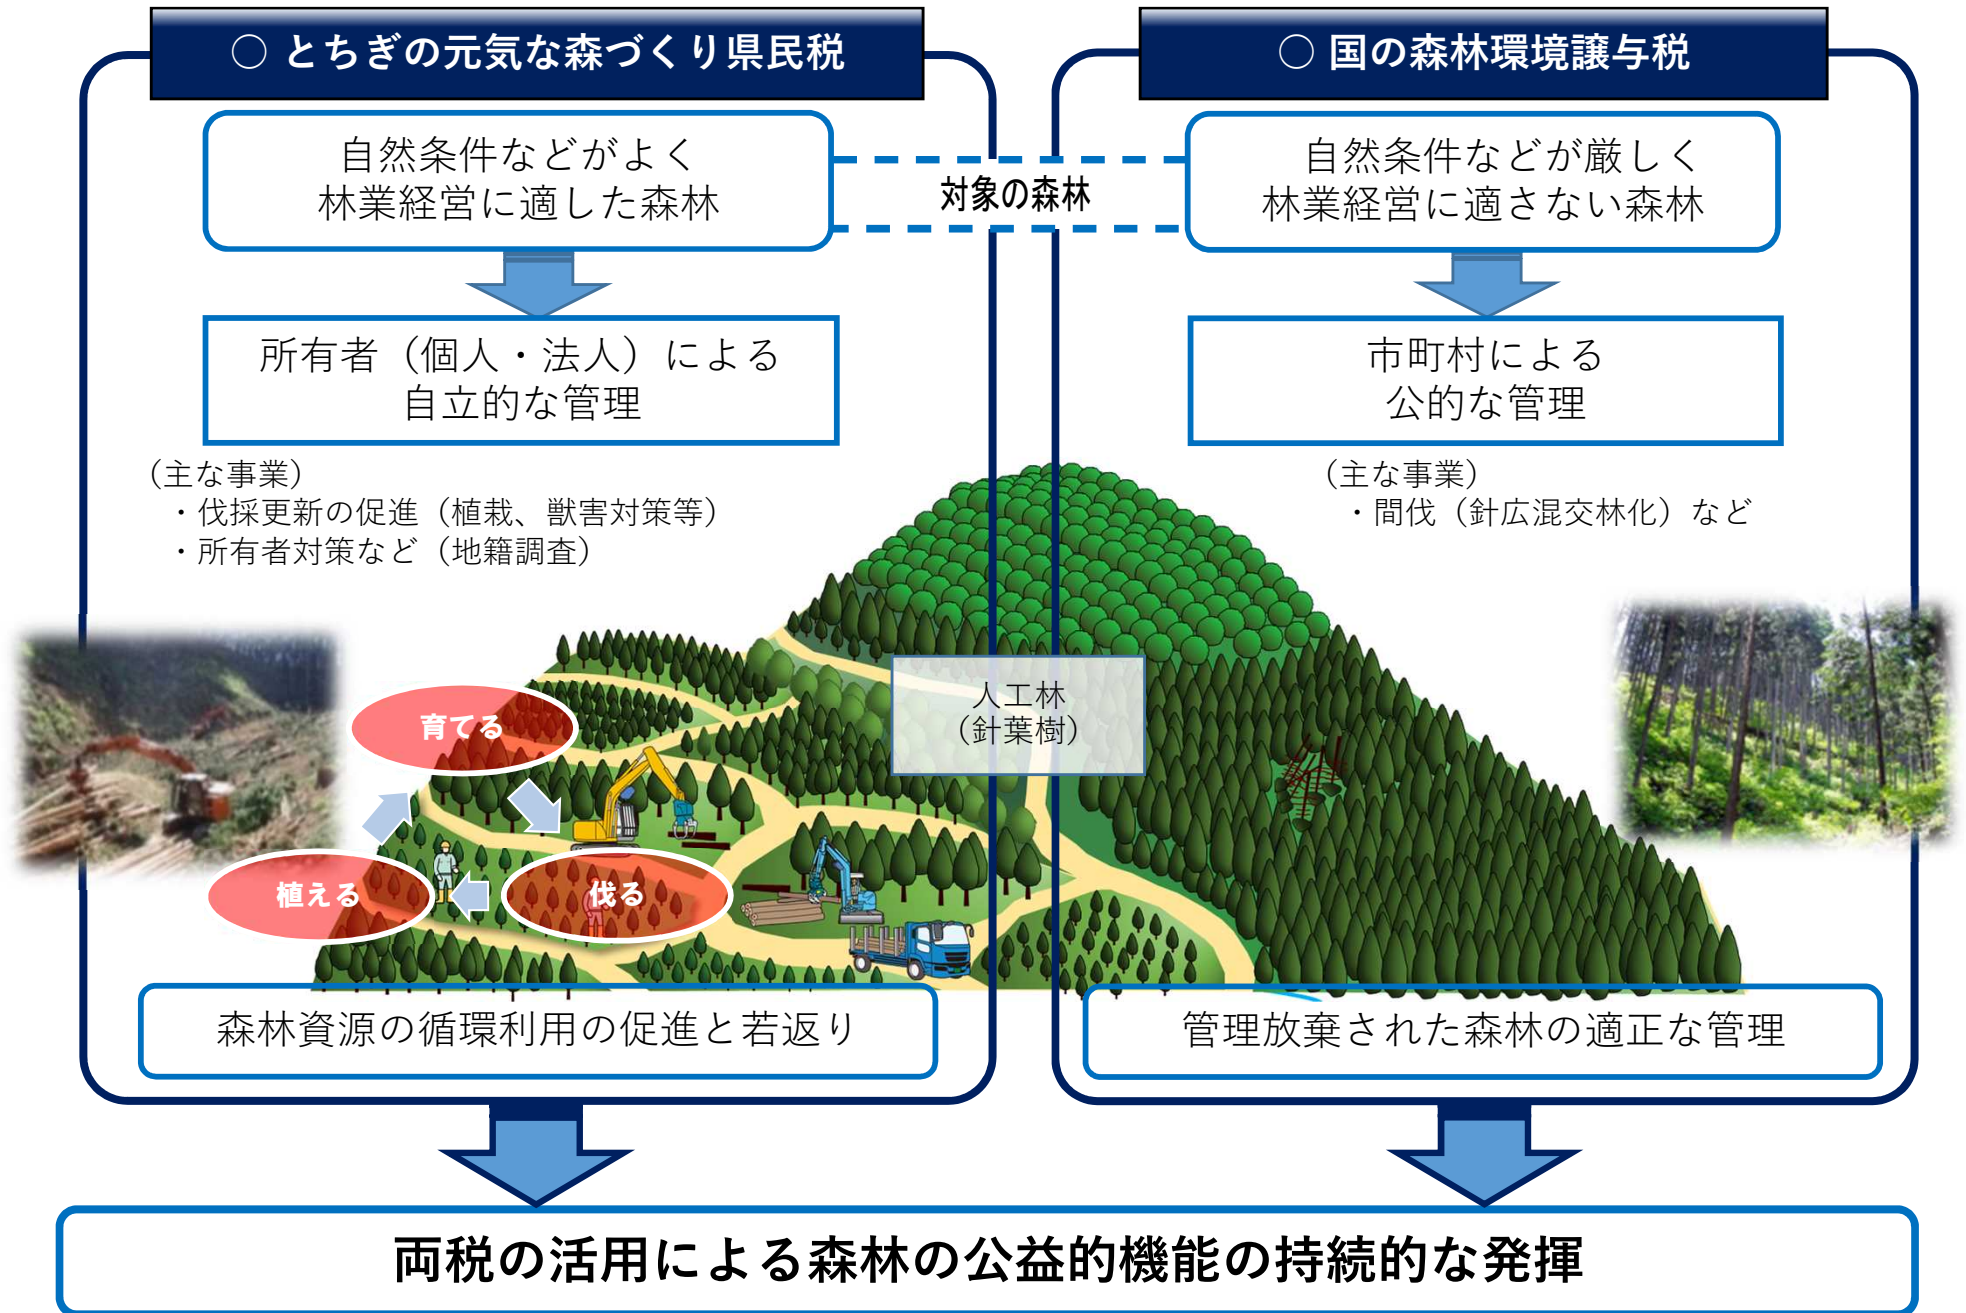 ○ とちぎの元気な森づくり県民税
自然条件などがよく
林業経営に適した森林
所有者（個人・法人）による
自立的な管理
（主な事業）
・伐採更新の促進（植栽、獣害対策等）
・所有者対策など（地籍調査）
対象の森林
○ 国の森林環境譲与税
自然条件などが厳しく
林業経営に適さない森林
市町村による
公的な管理
（主な事業）
・間伐（針広混交林化）など
人工林
（針葉樹）
育てる
植える
伐る
森林資源の循環利用の促進と若返り
管理放棄された森林の適正な管理
両税の活用による森林の公益的機能の持続的な発揮